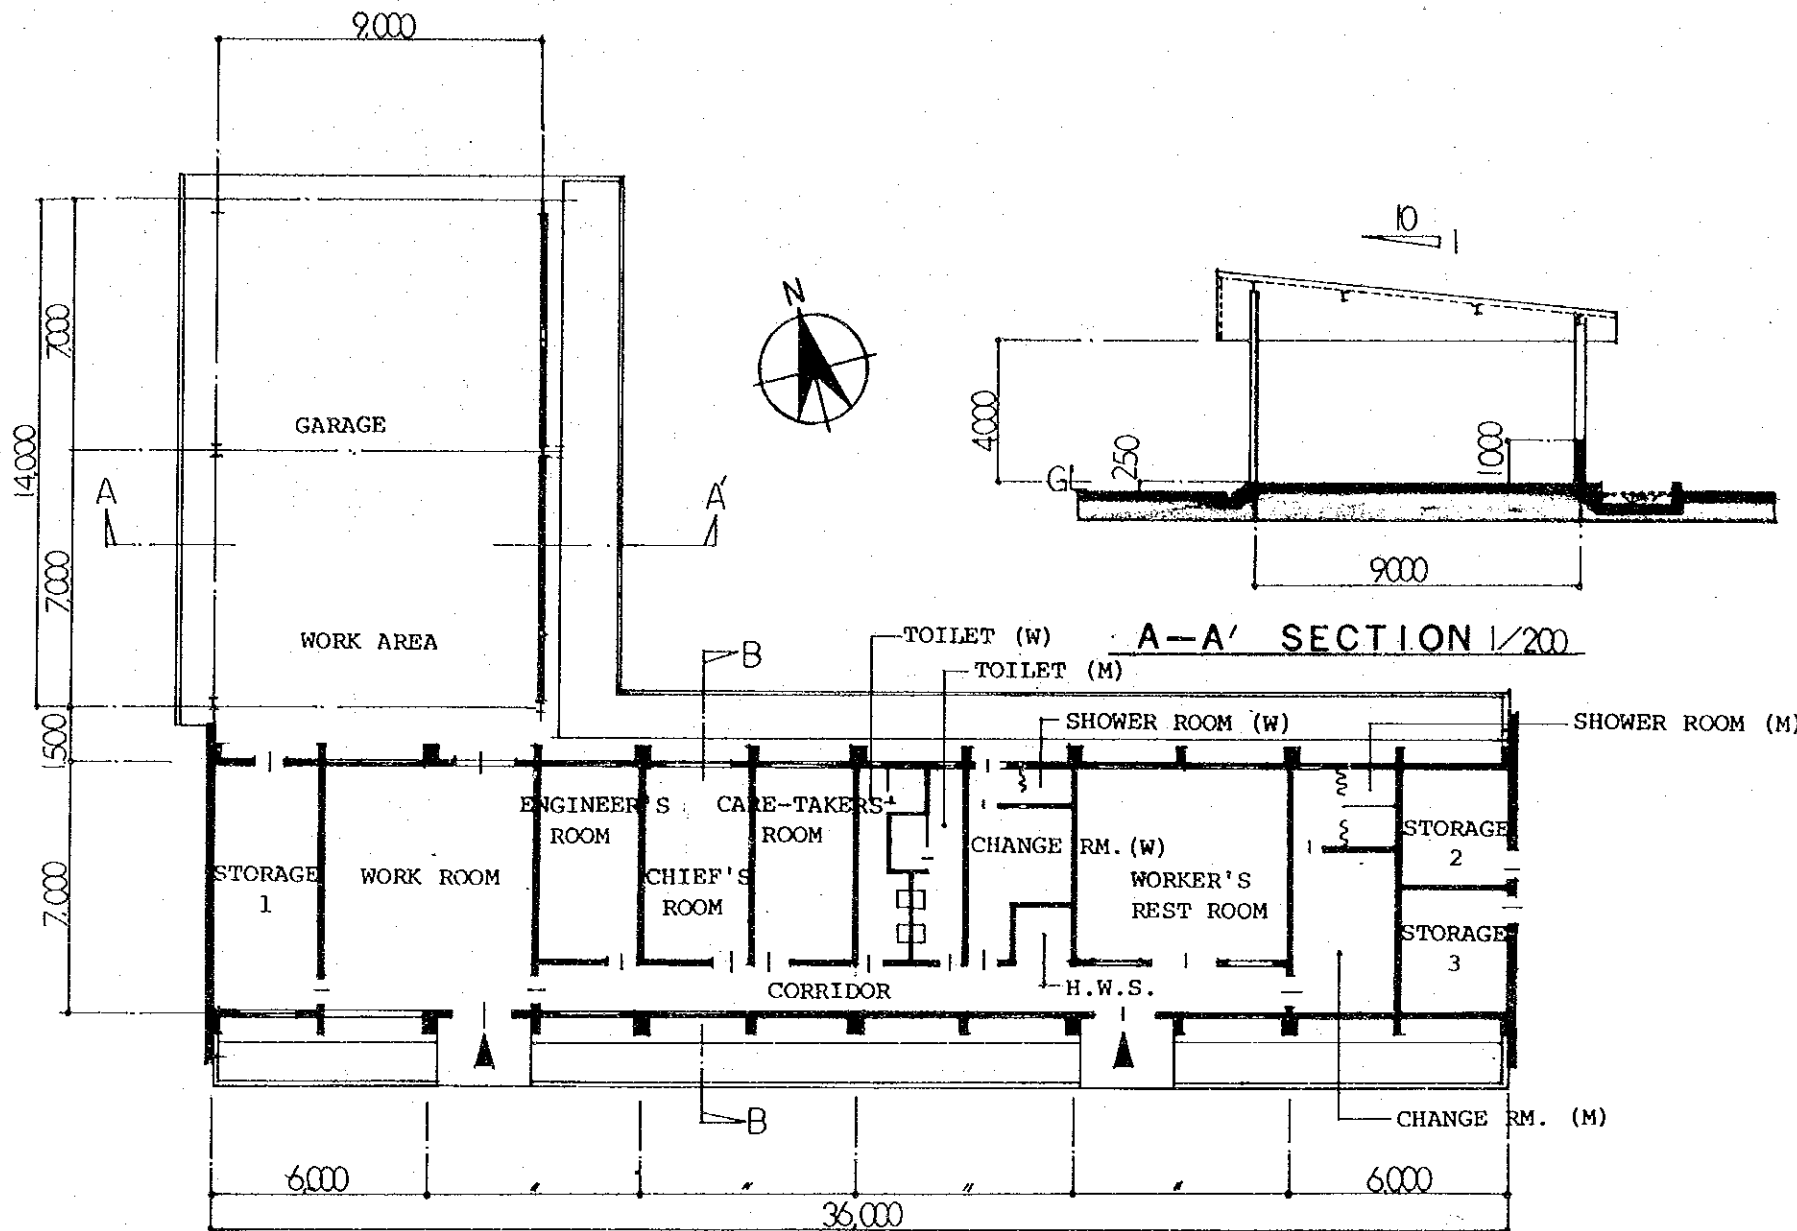 9,000
10
1
N
7,000
14,000
GARAGE
A
A'
4000
GL
250
1000
7,000
9000
WORK AREA
TOILET (W)
A-A' SECTION 1/200
B
TOILET (M)
1,500
SHOWER ROOM (W)
SHOWER ROOM (M)
ENGINEER'S
ROOM
CARE-TAKERS
ROOM
7,000
STORAGE
1
WORK ROOM
CHIEF'S
ROOM
CHANGE RM. (W)
WORKER'S
REST ROOM
STORAGE
2
STORAGE
3
CORRIDOR
H.W.S.
B
CHANGE RM. (M)
6,000
〃
〃
〃
〃
6,000
36,000